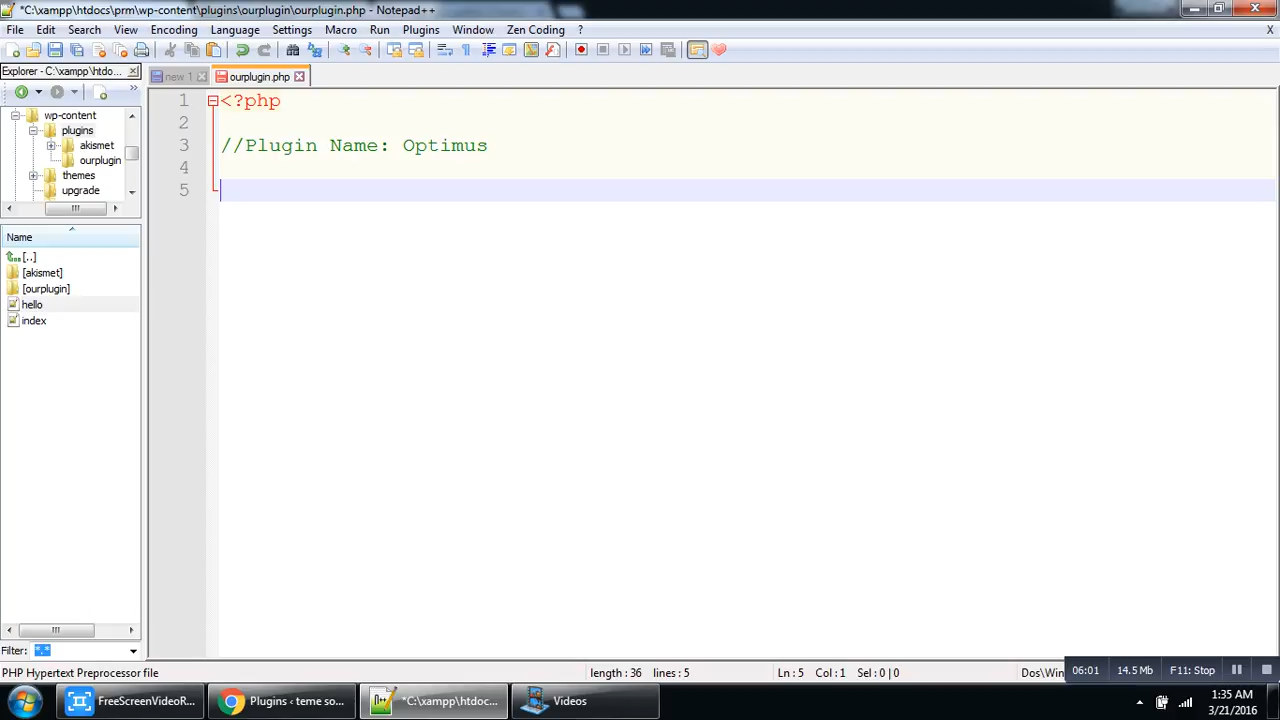 *C:\xampp\htdocs\prm\wp-content\plugins\ourplugin\ourplugin.php - Notepad++
File Edit Search View Encoding Language Settings Macro Run Plugins Window Zen Coding ? X
Explorer - C:\xampp\htdo...
new 1
ourplugin.php
wp-content
plugins
akismet
ourplugin
themes
upgrade
Name
[..]
[akismet]
[ourplugin]
hello
index
Filter: *.*
1 <?php
2
3 //Plugin Name: Optimus
4
5
PHP Hypertext Preprocessor file
length : 36 lines : 5
Ln : 5 Col : 1 Sel : 0 | 0
Dos\Win
06:01 14.5 Mb F11: Stop
FreeScreenVideoR...
Plugins ‹ teme so...
*C:\xampp\htdoc...
Videos
1:35 AM
3/21/2016